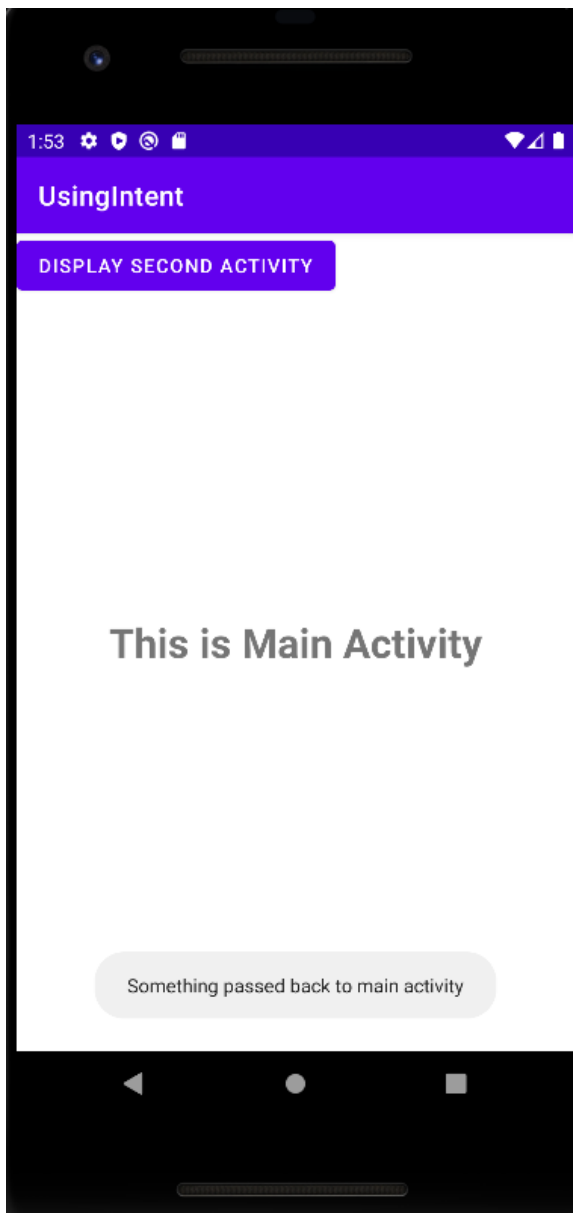 1:53
UsingIntent
DISPLAY SECOND ACTIVITY
This is Main Activity
Something passed back to main activity